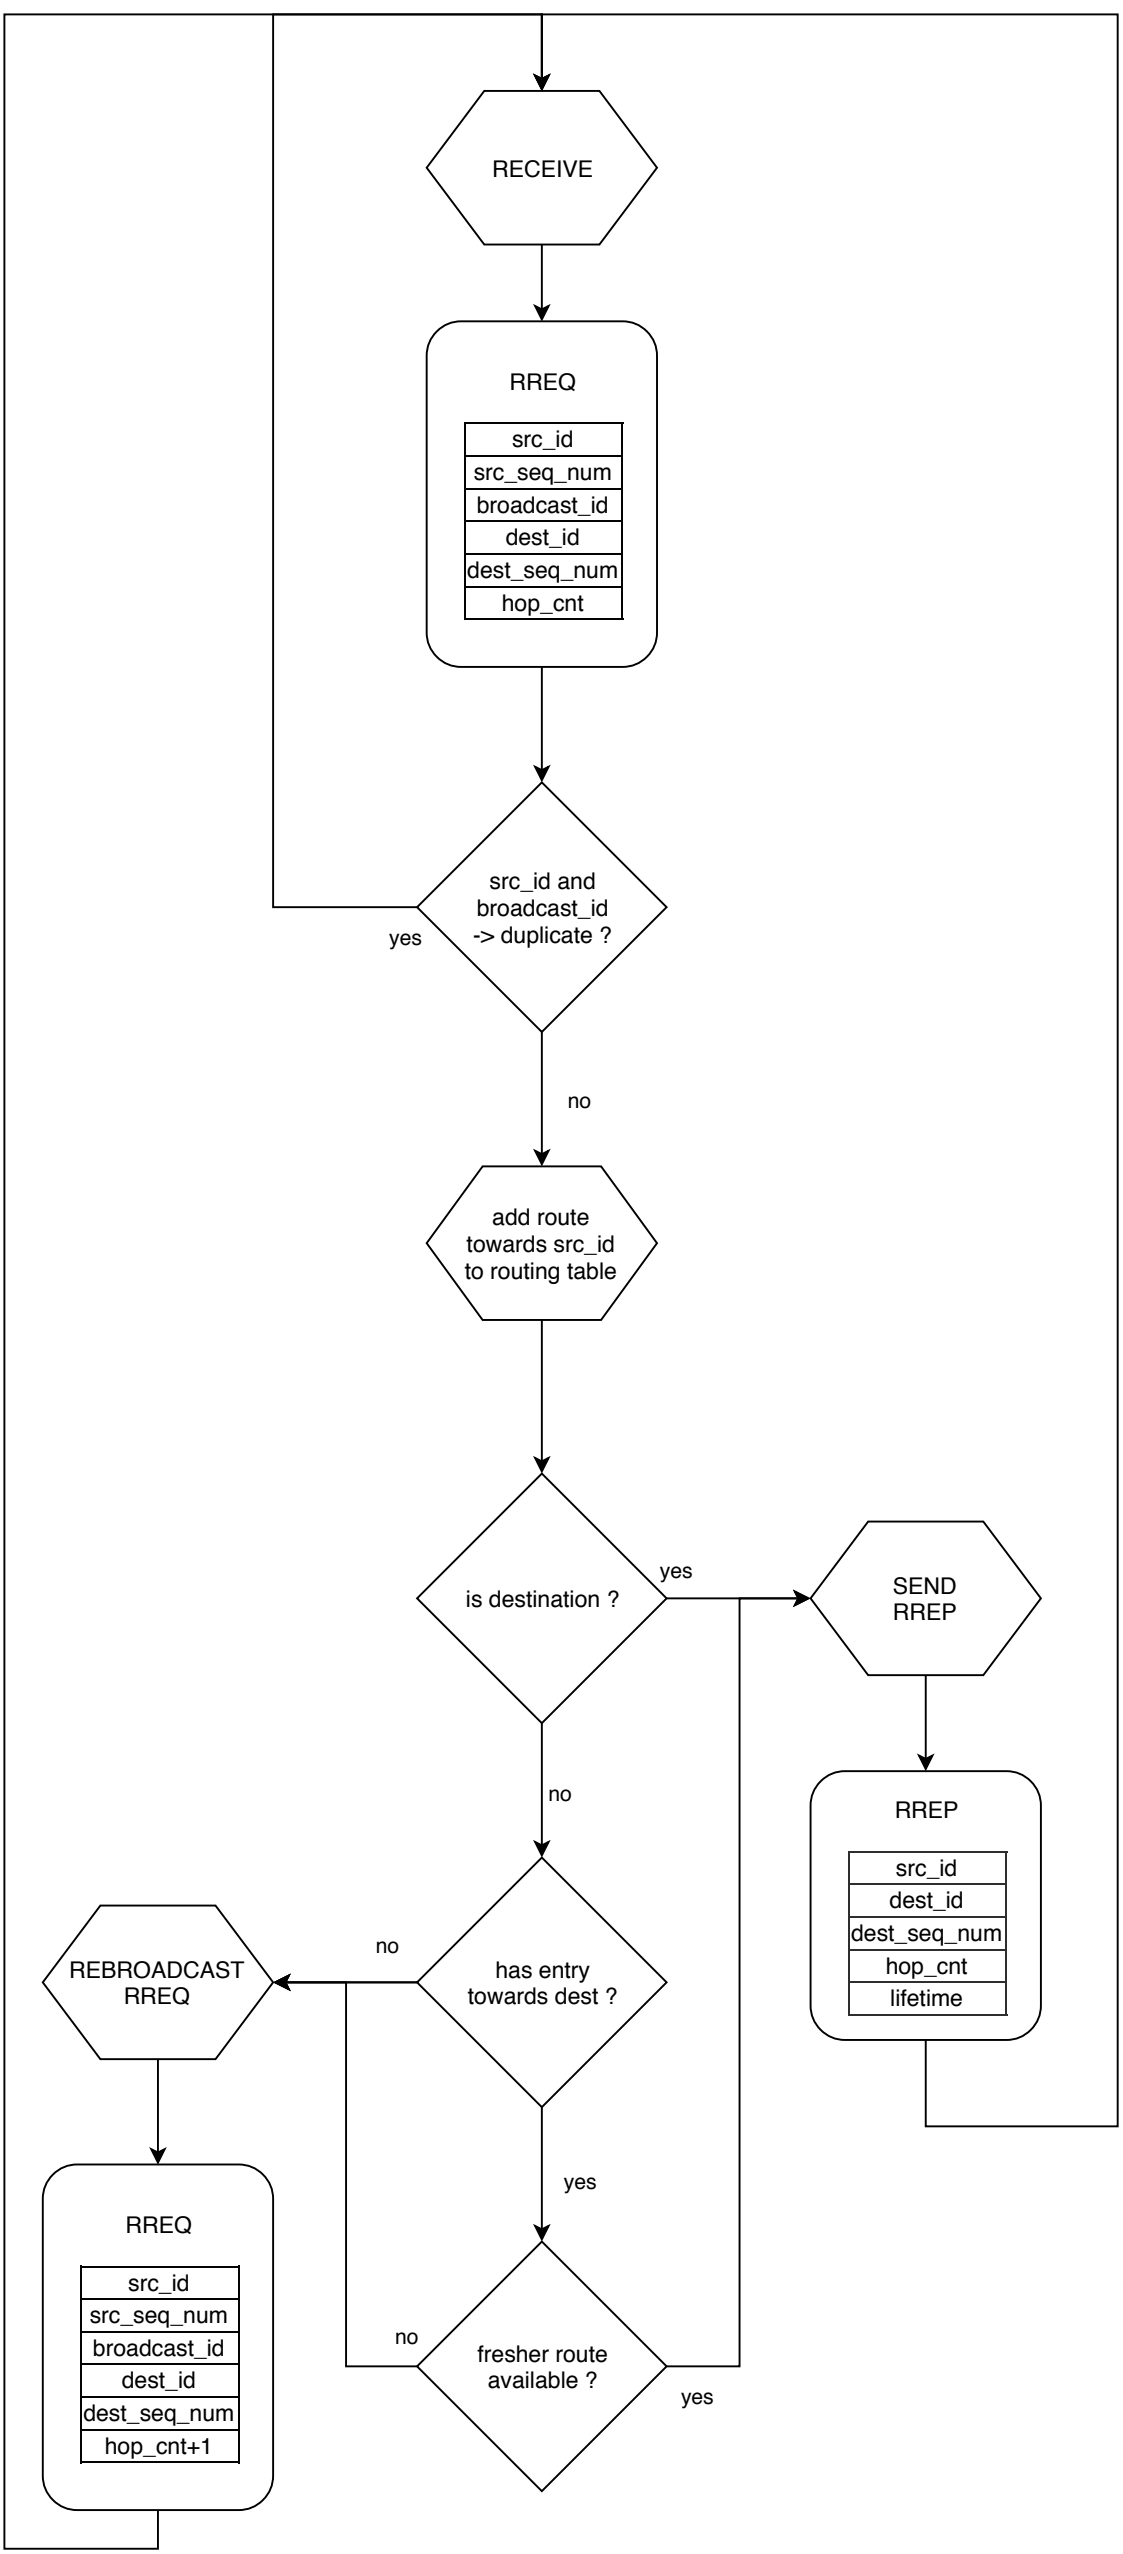 RECEIVE
RREQ
src_id
src_seq_num
broadcast_id
dest_id
dest_seq_num
hop_cnt
src_id and
broadcast_id
-> duplicate ?
yes
no
add route
towards src_id
to routing table
is destination ?
yes
SEND
RREP
no
RREP
src_id
dest_id
dest_seq_num
hop_cnt
lifetime
has entry
towards dest ?
no
REBROADCAST
RREQ
yes
RREQ
src_id
src_seq_num
broadcast_id
dest_id
dest_seq_num
hop_cnt+1
fresher route
available ?
no
yes